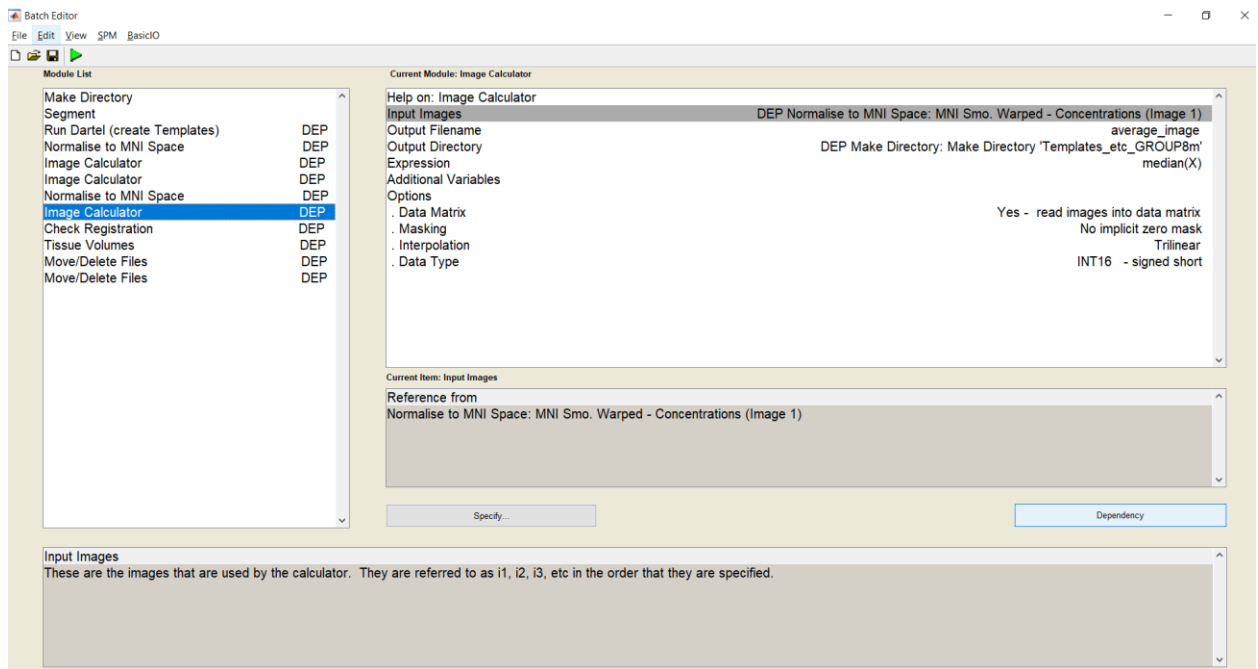 Batch Editor
File Edit View SPM BasicIO
Module List
Make Directory
Segment
Run Dartel (create Templates) DEP
Normalise to MNI Space DEP
Image Calculator DEP
Image Calculator DEP
Normalise to MNI Space DEP
Image Calculator DEP
Check Registration DEP
Tissue Volumes DEP
Move/Delete Files DEP
Move/Delete Files DEP
Current Module: Image Calculator
Help on: Image Calculator
Input Images DEP Normalise to MNI Space: MNI Smo. Warped - Concentrations (Image 1)
Output Filename average_image
Output Directory DEP Make Directory: Make Directory 'Templates_etc_GROUP8m'
Expression median(X)
Additional Variables
Options
. Data Matrix Yes - read images into data matrix
. Masking No implicit zero mask
. Interpolation Trilinear
. Data Type INT16 - signed short
Current Item: Input Images
Reference from
Normalise to MNI Space: MNI Smo. Warped - Concentrations (Image 1)
Specify... Dependency
Input Images
These are the images that are used by the calculator. They are referred to as i1, i2, i3, etc in the order that they are specified.